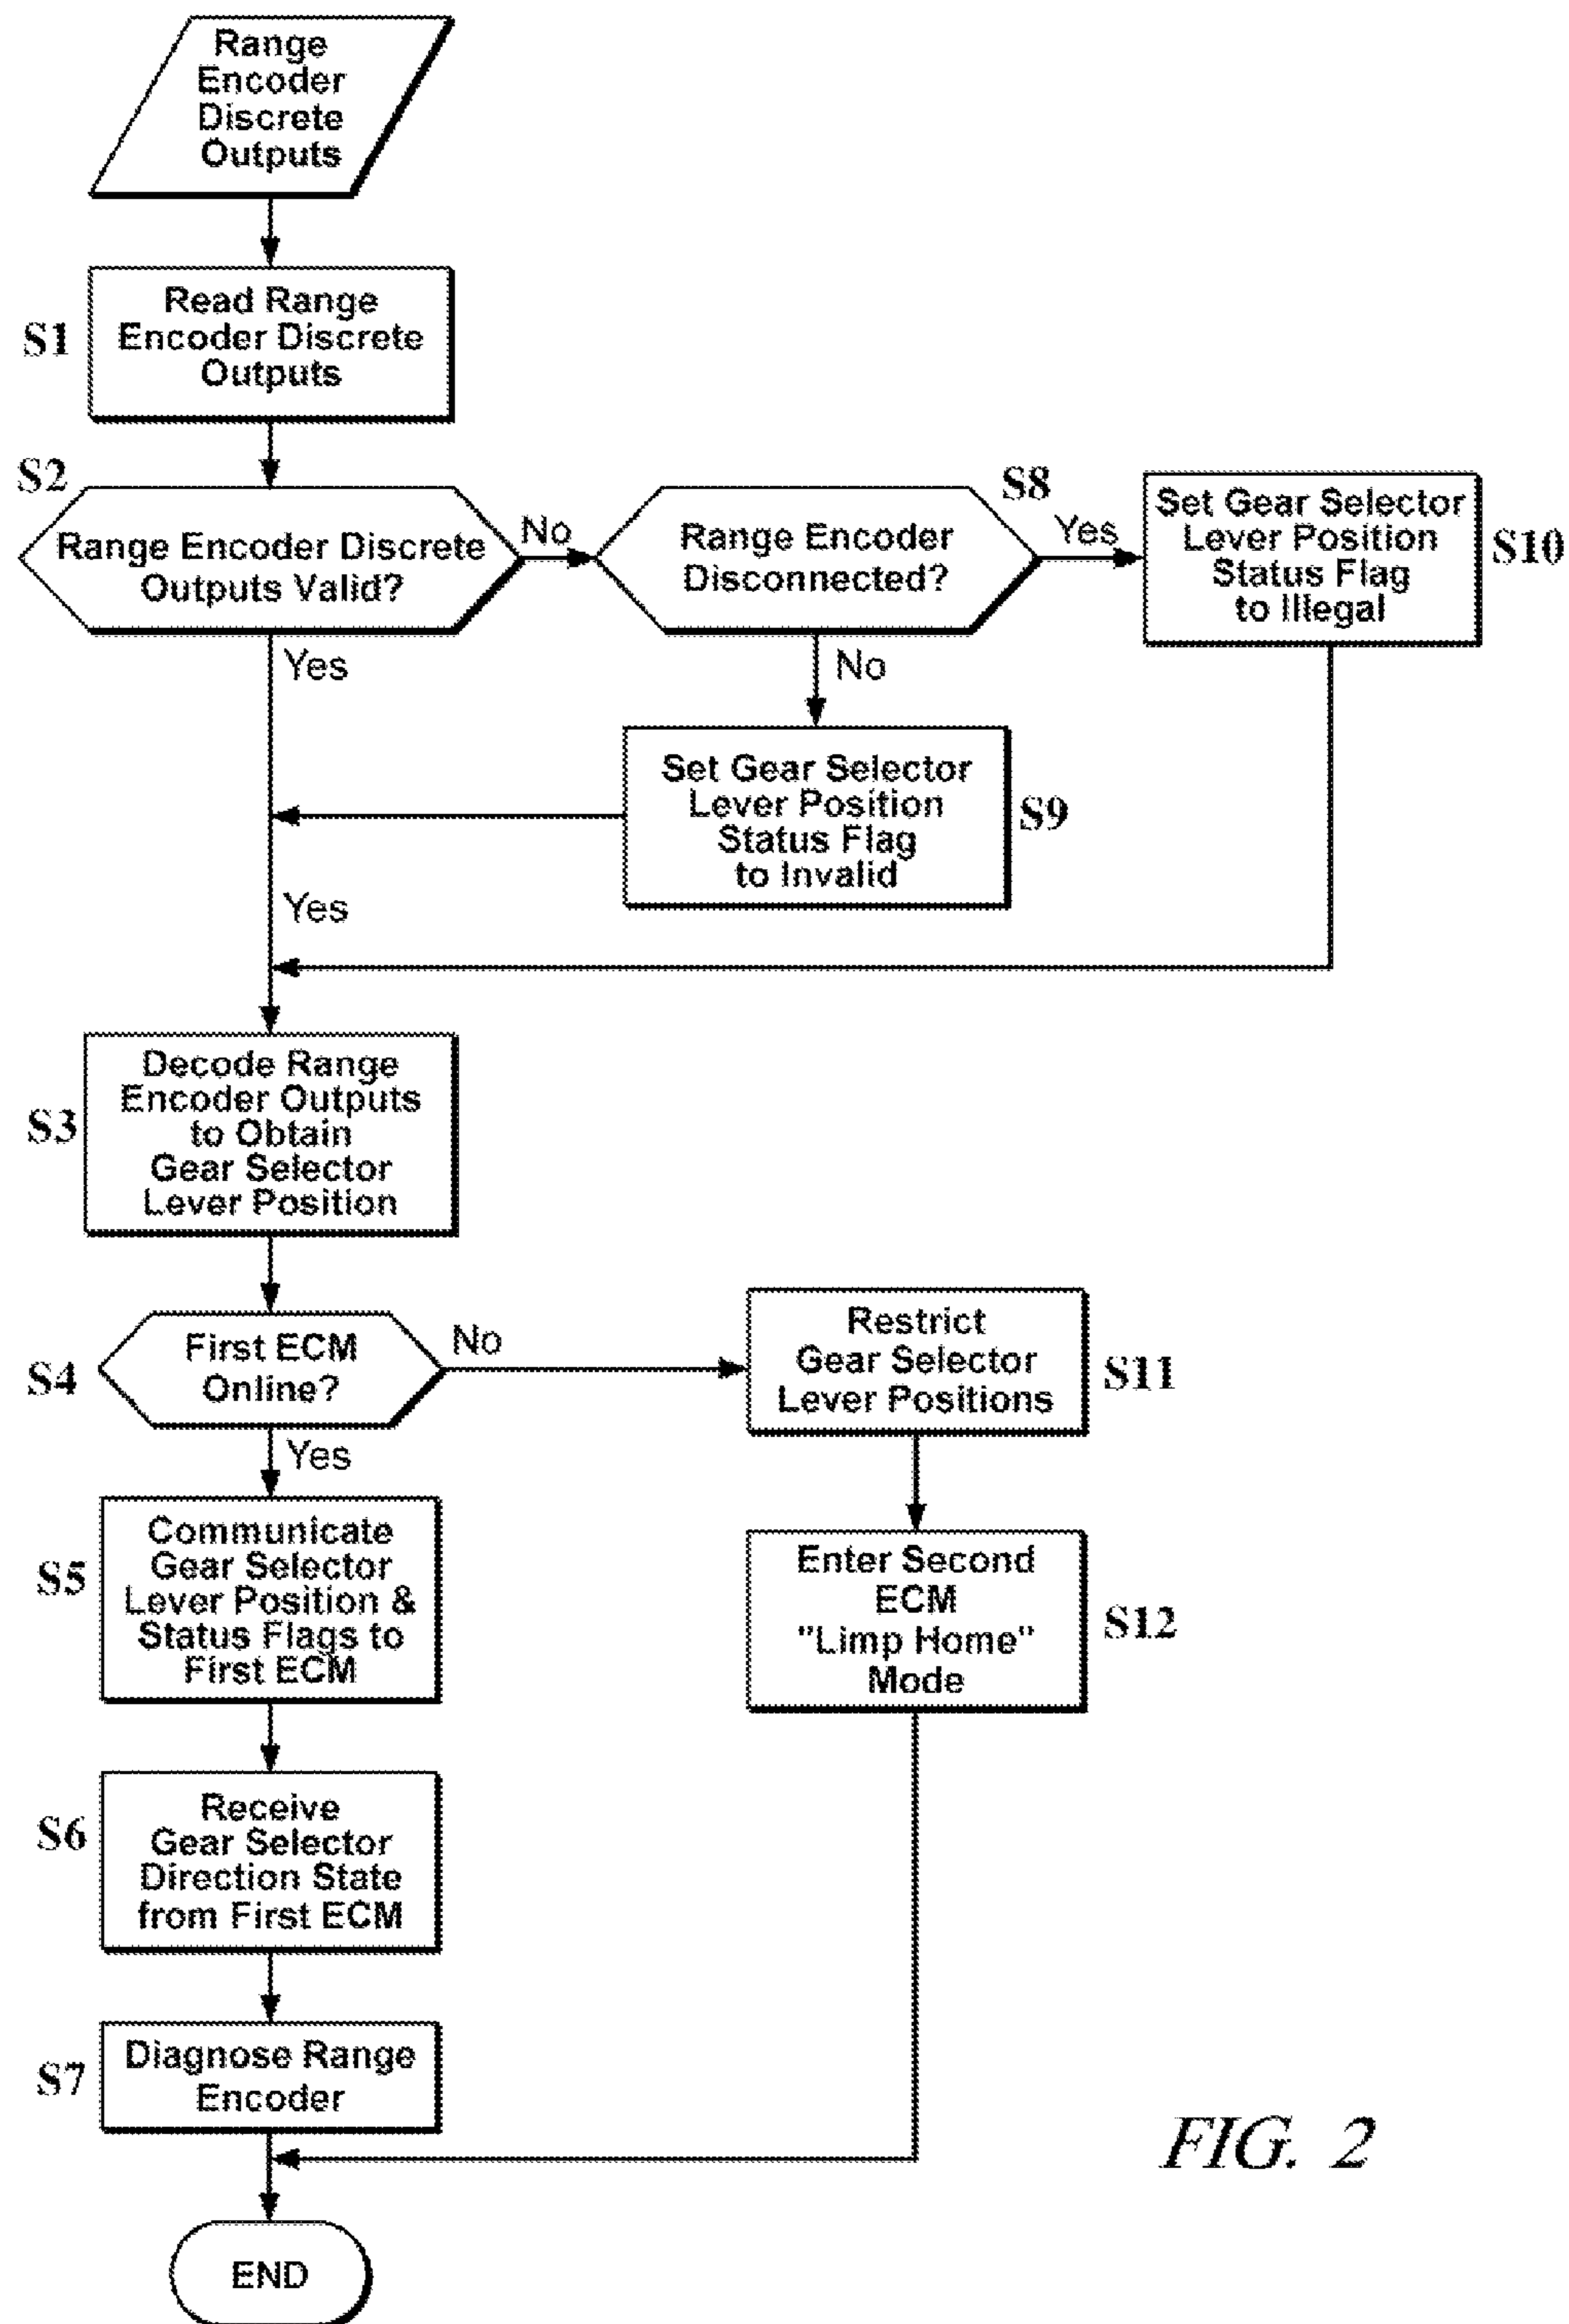 Range
Encoder
Discrete
Outputs
S1
Read Range
Encoder Discrete
Outputs
S2
Range Encoder Discrete
Outputs Valid?
No
Yes
Range Encoder
Disconnected?
S8
Yes
No
Set Gear Selector
Lever Position
Status Flag
to Illegal
S10
Set Gear Selector
Lever Position
Status Flag
to Invalid
S9
Yes
S3
Decode Range
Encoder Outputs
to Obtain
Gear Selector
Lever Position
S4
First ECM
Online?
No
Yes
Restrict
Gear Selector
Lever Positions
S11
S5
Communicate
Gear Selector
Lever Position &
Status Flags to
First ECM
Enter Second
ECM
"Limp Home"
Mode
S12
S6
Receive
Gear Selector
Direction State
from First ECM
S7
Diagnose Range
Encoder
END
FIG. 2